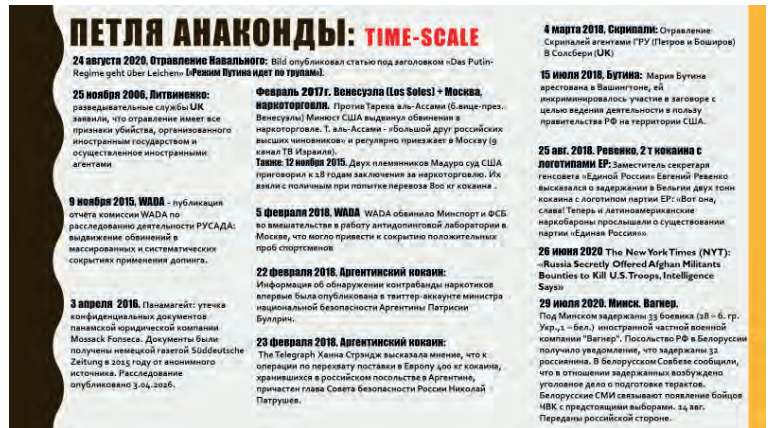 ПЕТЛЯ АНАКОНДЫ: TIME-SCALE
24 августа 2020, Отравление Навального: Bild опубликовал статью под заголовком «Das Putin-
Regime geht über Leichen» («Режим Путина идет по трупам»).
25 ноября 2006, Литвиненко:
разведывательные службы UK
заявили, что отравление имеет все
признаки убийства, организованного
иностранным государством и
осуществленное иностранными
агентами
9 ноября 2015, WADA - публикация
отчёта комиссии WADA по
расследованию деятельности РУСАДА:
выдвижение обвинений в
массированных и систематических
сокрытиях применения допинга.
3 апреля 2016. Панамагейт: утечка
конфиденциальных документов
панамской юридической компании
Mossack Fonseca. Документы были
получены немецкой газетой Süddeutsche
Zeitung в 2015 году от анонимного
источника. Расследование
опубликовано 3.04.2026.
Февраль 2017г. Венесуэла (Los Soles) + Москва,
наркоторговля. Против Тарека аль-Ассами (б.вице-през.
Венесуэлы) Минюст США выдвинул обвинения в
наркоторговле. Т. аль-Ассами - «большой друг российских
высших чиновников» и регулярно приезжает в Москву (9
канал ТВ Израиля).
Также: 12 ноября 2015. Двух племянников Мадуро суд США
приговорил к 18 годам заключения за наркоторговлю. Их
взяли с поличным при попытке перевоза 800 кг кокаина .
5 февраля 2018, WADA WADA обвинило Минспорт и ФСБ
во вмешательстве в работу антидопинговой лаборатории в
Москве, что могло привести к сокрытию положительных
проб спортсменов
22 февраля 2018. Аргентинский кокаин:
Информация об обнаружении контрабанды наркотиков
впервые была опубликована в твиттер-аккаунте министра
национальной безопасности Аргентины Патрисии
Буллрич.
23 февраля 2018. Аргентинский кокаин:
The Telegraph Ханна Стрэндж высказала мнение, что к
операции по перехвату поставки в Европу 400 кг кокаина,
хранившихся в российском посольстве в Аргентине,
причастен глава Совета безопасности России Николай
Патрушев.
4 марта 2018, Скрипали: Отравление
Скрипалей агентами ГРУ (Петров и Боширов)
В Солсбери (UK)
15 июля 2018, Бутина: Мария Бутина
арестована в Вашингтоне, ей
инкриминировалось участие в заговоре с
целью ведения деятельности в пользу
правительства РФ на территории США.
25 авг. 2018. Ревенко, 2 т кокаина с
логотипами ЕР: Заместитель секретаря
генсовета «Единой России» Евгений Ревенко
высказался о задержании в Бельгии двух тонн
кокаина с логотипом партии ЕР: «Вот она,
слава! Теперь и латиноамериканские
наркобароны прослышали о существовании
партии «Единая Россия»».
26 июня 2020 The New York Times (NYT):
«Russia Secretly Offered Afghan Militants
Bounties to Kill U.S. Troops, Intelligence
Says»
29 июля 2020. Минск. Вагнер.
Под Минском задержаны 33 боевика (28 – б. гр.
Укр.,1 – бел.) иностранной частной военной
компании "Вагнер". Посольство РФ в Белоруссии
получило уведомление, что задержаны 32
россиянина. В белорусском Совбезе сообщили,
что в отношении задержанных возбуждено
уголовное дело о подготовке терактов.
Белорусские СМИ связывают появление бойцов
ЧВК с предстоящими выборами. 14 авг.
Переданы российской стороне.